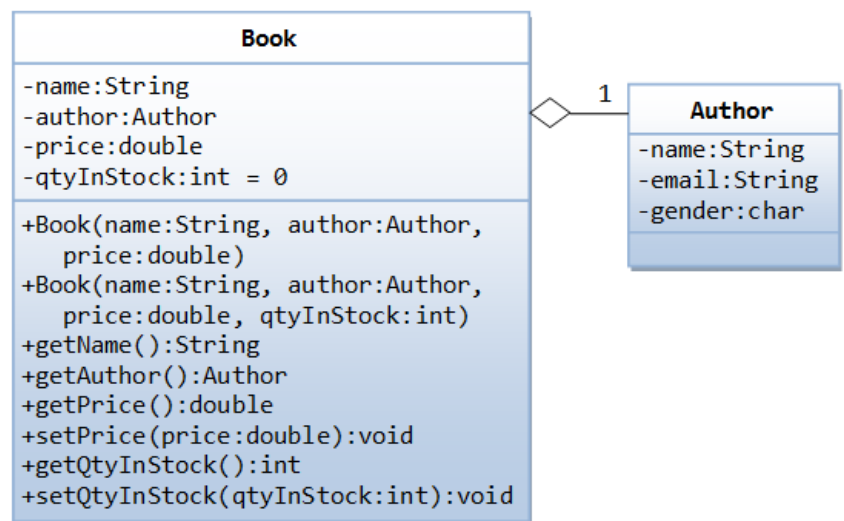 Book
-name:String
-author:Author
-price:double
-qtyInStock:int = 0
+Book(name:String, author:Author,
price:double)
+Book(name:String, author:Author,
price:double, qtyInStock:int)
+getName():String
+getAuthor():Author
+getPrice():double
+setPrice(price:double):void
+getQtyInStock():int
+setQtyInStock(qtyInStock:int):void
1
Author
-name:String
-email:String
-gender:char